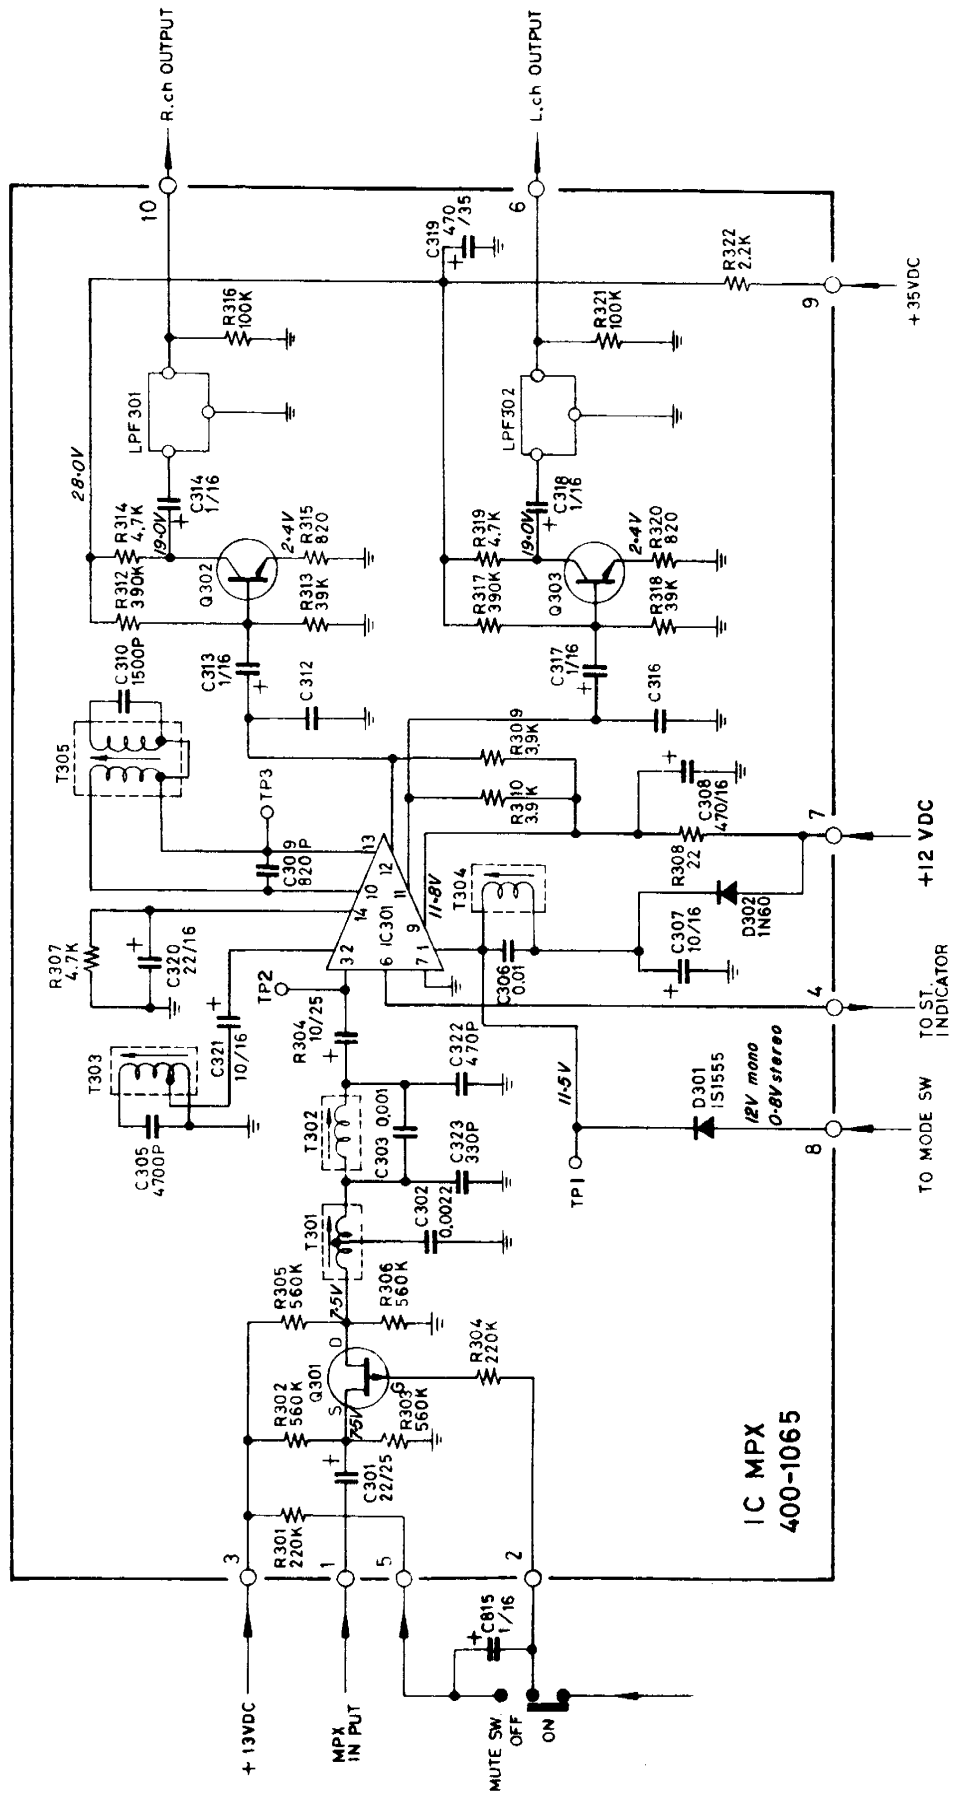 R.ch OUTPUT
L.ch OUTPUT
10
6
C319
470
/35
+
R322
2.2K
9
+35VDC
R316
100K
R321
100K
LPF301
LPF302
28.0V
C314
1/16
+
19.0V
R314
4.7K
R312
390K
Q302
2.4V
R315
820
R313
39K
C318
1/16
+
19.0V
R319
4.7K
R317
390K
Q303
2.4V
R320
820
R318
39K
C310
1500P
T305
C313
1/16
+
C312
C317
1/16
+
C316
R309
3.9K
R310
3.9K
TP3
C309
820P
13
12
10
11
14
IC301
9
11.8V
3
2
6
7
1
R307
4.7K
+
C320
22/16
T303
C305
4700P
C321
10/16
+
TP2
R304
10/25
+
T304
C306
0.01
+
C308
470/16
R308
22
7
+12 VDC
D302
1N60
C307
10/16
+
4
TO ST.
INDICATOR
T302
C303 0.001
C322
470P
C323
330P
T301
C302
0.0022
11.5V
TP1
D301
IS1555
12V mono
0.8V stereo
8
TO MODE SW
R305
560K
R306
560K
7.5V
D
Q301
S
G
R304
220K
R302
560K
R303
560K
7.5V
+
C301
22/25
R301
220K
3
1
5
2
IC MPX
400-1065
+13VDC
MPX
IN PUT
+
C815
1/16
MUTE SW.
OFF
ON